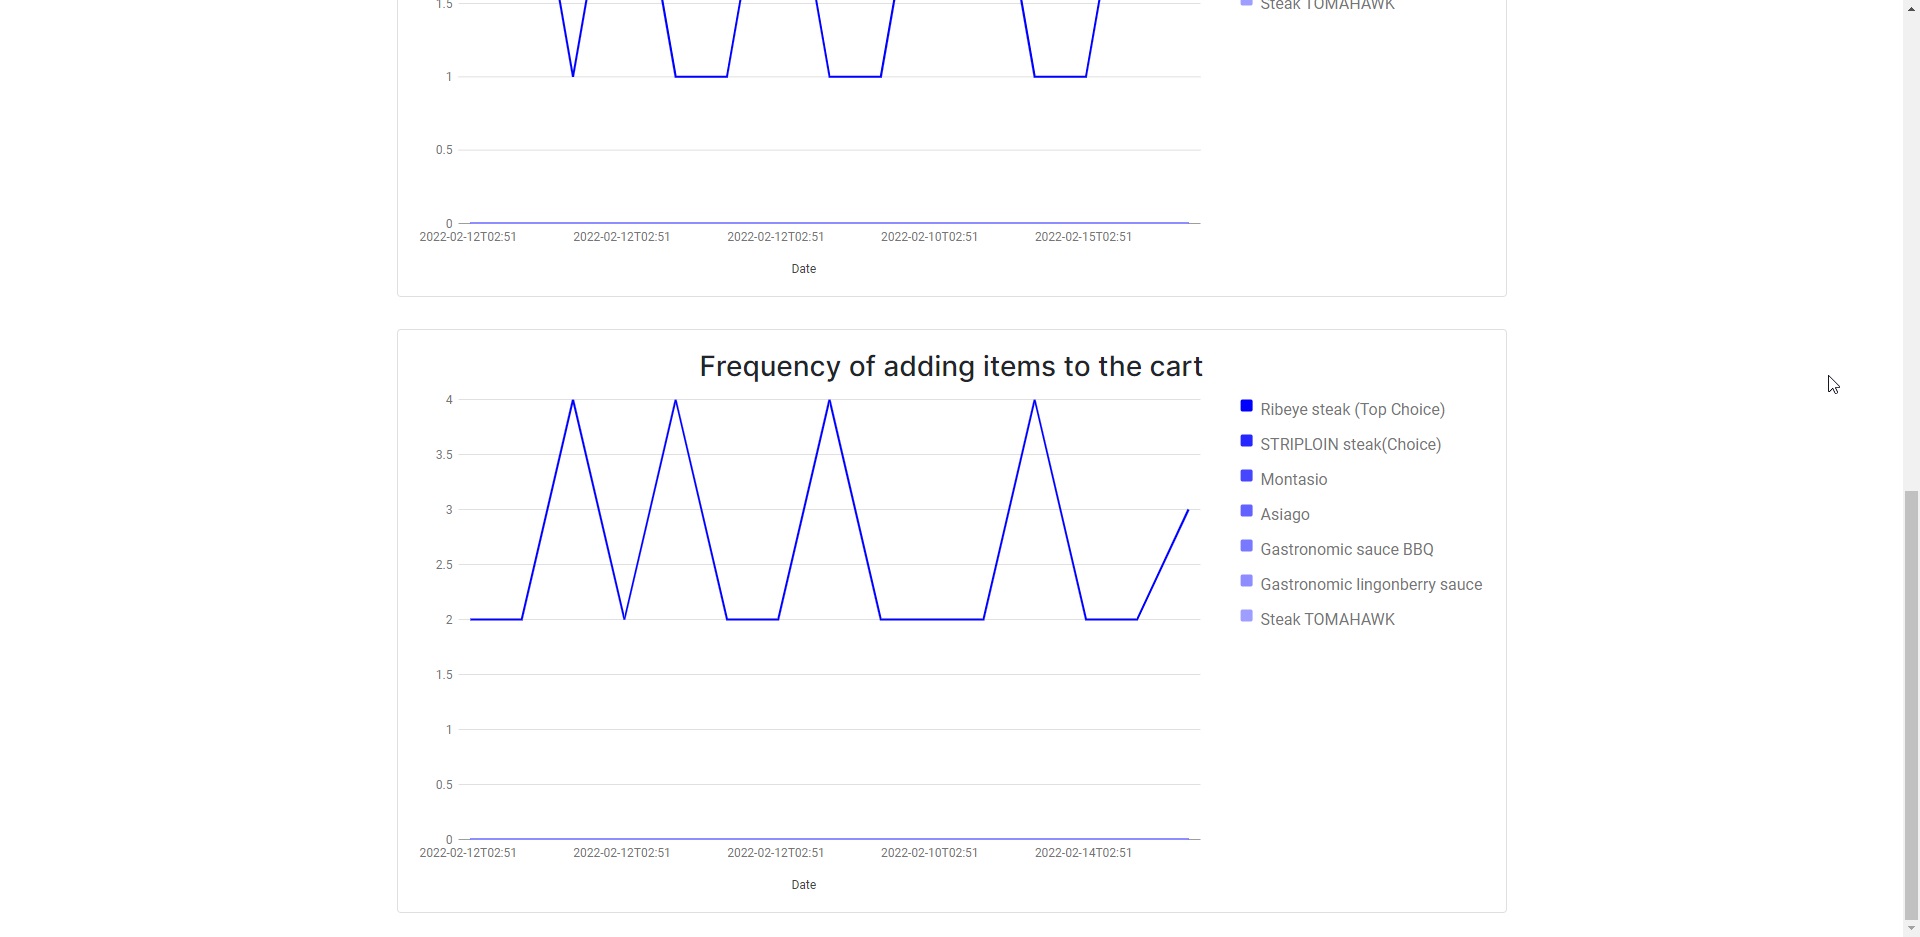 1.5
Steak TOMAHAWK
1
0.5
0
2022-02-12T02:51 2022-02-12T02:51 2022-02-12T02:51 2022-02-10T02:51 2022-02-15T02:51
Date
Frequency of adding items to the cart
4
3.5
3
2.5
2
1.5
1
0.5
0
Ribeye steak (Top Choice)
STRIPLOIN steak(Choice)
Montasio
Asiago
Gastronomic sauce BBQ
Gastronomic lingonberry sauce
Steak TOMAHAWK
2022-02-12T02:51 2022-02-12T02:51 2022-02-12T02:51 2022-02-10T02:51 2022-02-14T02:51
Date